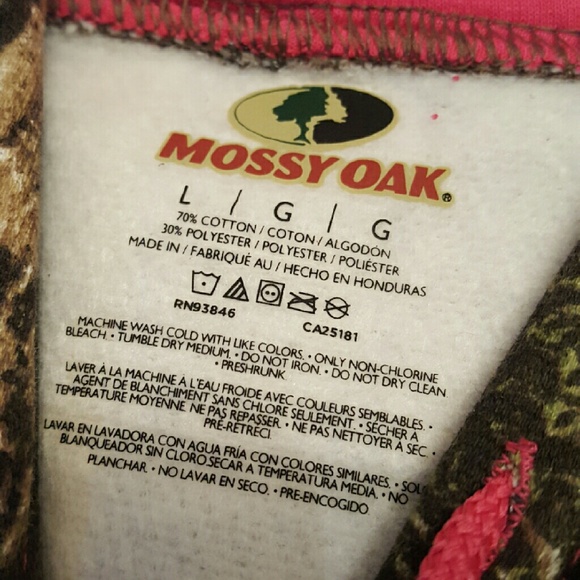 MOSSY OAK®
L / G / G
70% COTTON / COTON / ALGODÓN
30% POLYESTER / POLYESTER / POLIÉSTER
MADE IN / FABRIQUÉ AU / HECHO EN HONDURAS
RN93846 CA25181
MACHINE WASH COLD WITH LIKE COLORS. • ONLY NON-CHLORINE
BLEACH. • TUMBLE DRY MEDIUM. • DO NOT IRON. • DO NOT DRY CLEAN
• PRESHRUNK
LAVER À LA MACHINE À L'EAU FROIDE AVEC COULEURS SEMBLABLES. •
AGENT DE BLANCHIMENT SANS CHLORE SEULEMENT. • SÉCHER À
TEMPÉRATURE MOYENNE NE PAS REPASSER. • NE PAS NETTOYER À SEC. •
PRÉ-RÉTRECI
LAVAR EN LAVADORA CON AGUA FRÍA CON COLORES SIMILARES. •
BLANQUEADOR SIN CLORO.SECAR A TEMPERATURA MEDIA. • NO
PLANCHAR. • NO LAVAR EN SECO. • PRE-ENCOGIDO